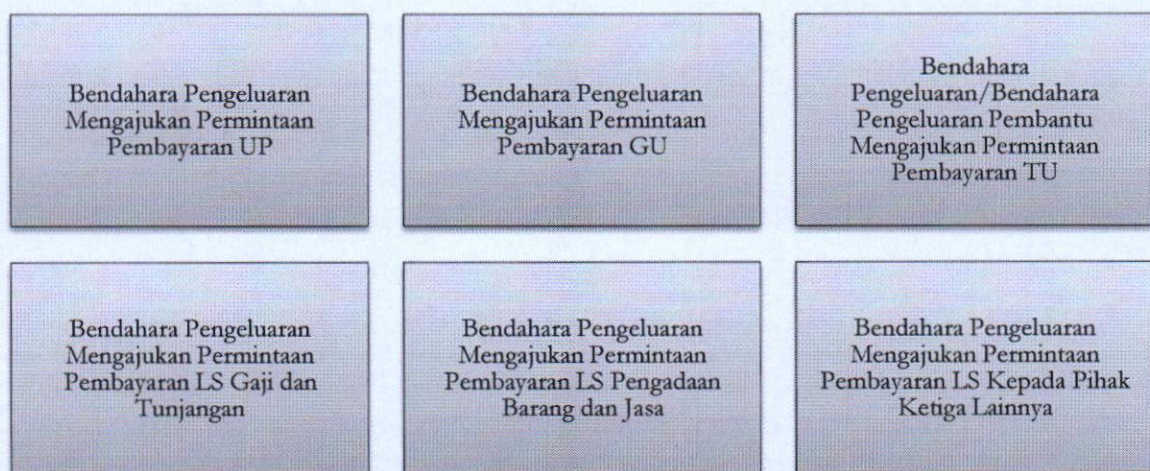 Bendahara Pengeluaran
Mengajukan Permintaan
Pembayaran UP
Bendahara Pengeluaran
Mengajukan Permintaan
Pembayaran GU
Bendahara
Pengeluaran/Bendahara
Pengeluaran Pembantu
Mengajukan Permintaan
Pembayaran TU
Bendahara Pengeluaran
Mengajukan Permintaan
Pembayaran LS Gaji dan
Tunjangan
Bendahara Pengeluaran
Mengajukan Permintaan
Pembayaran LS Pengadaan
Barang dan Jasa
Bendahara Pengeluaran
Mengajukan Permintaan
Pembayaran LS Kepada Pihak
Ketiga Lainnya